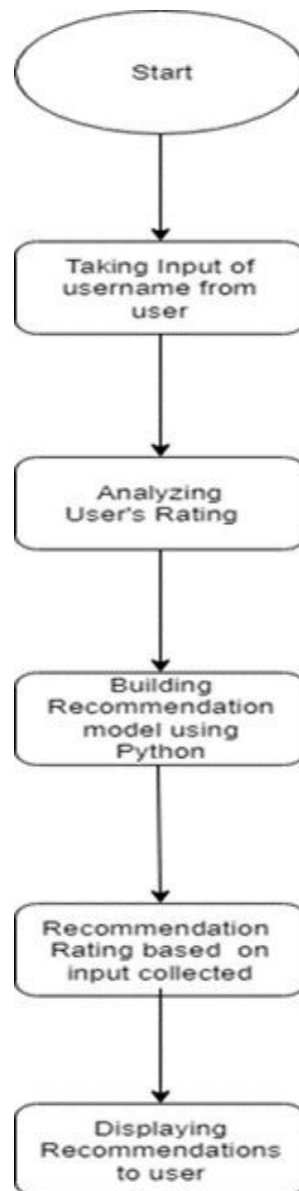 Start
Taking Input of
username from
user
Analyzing
User's Rating
Building
Recommendation
model using
Python
Recommendation
Rating based on
input collected
Displaying
Recommendations
to user